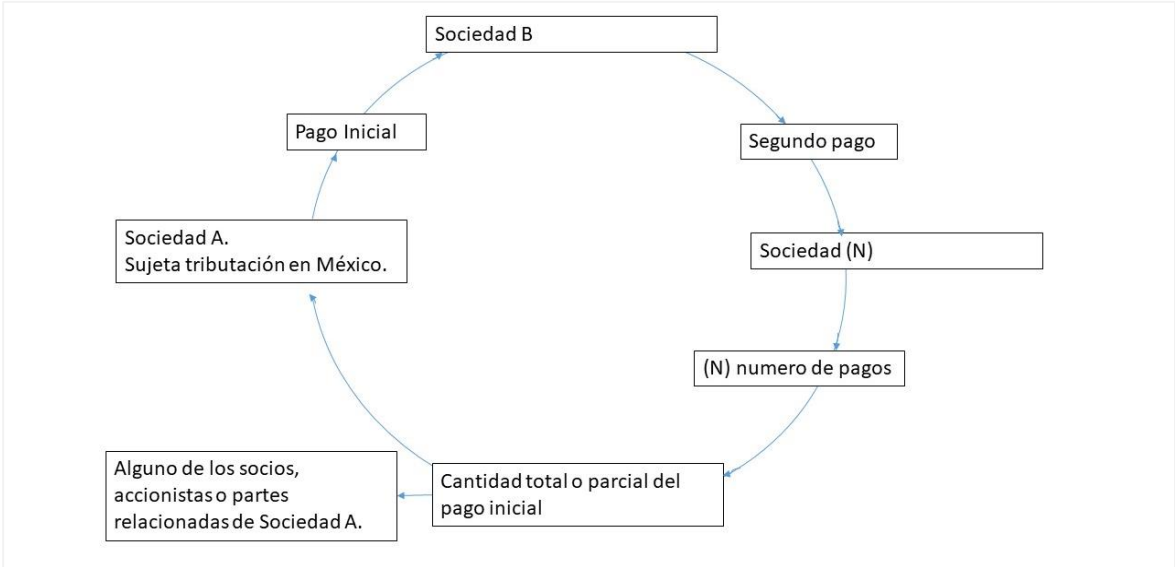 Sociedad B
Pago Inicial
Segundo pago
Sociedad A.
Sujeta tributación en México.
Sociedad (N)
(N) numero de pagos
Alguno de los socios,
accionistas o partes
relacionadas de Sociedad A.
Cantidad total o parcial del
pago inicial